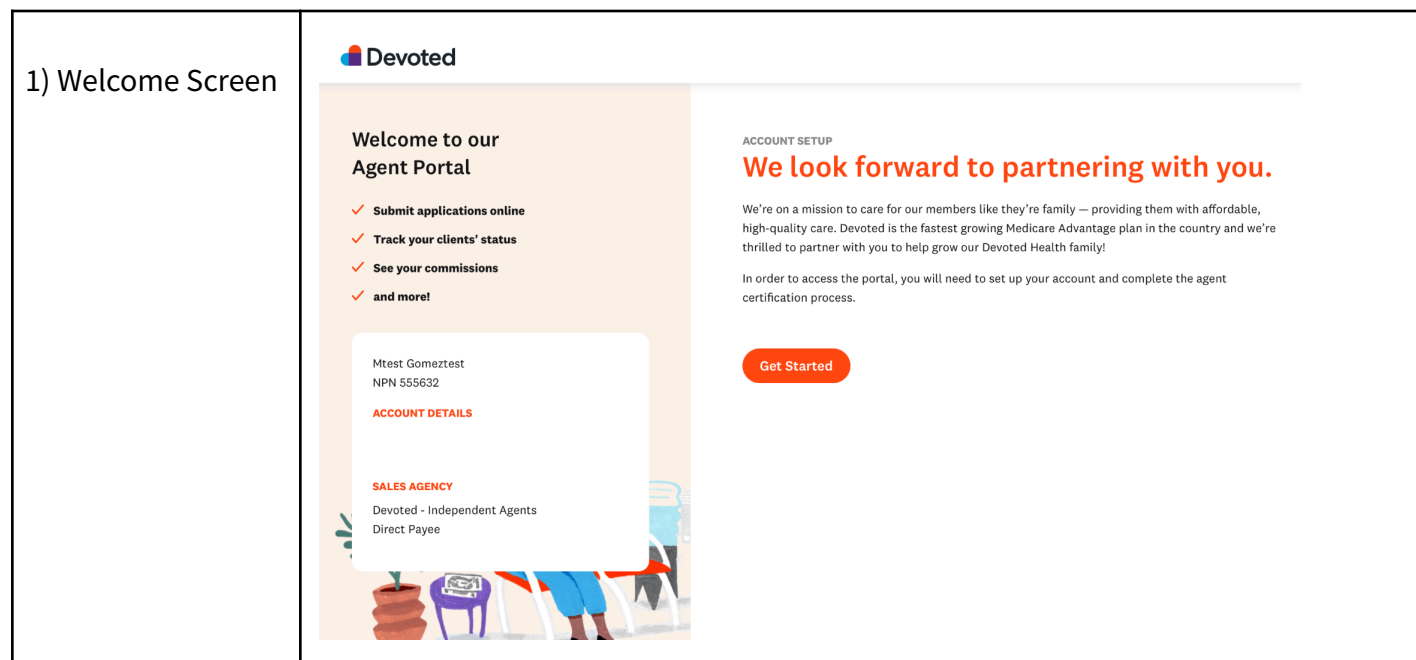 1) Welcome Screen
Devoted
Welcome to our
Agent Portal
Submit applications online
Track your clients' status
See your commissions
and more!
Mtest Gomeztest
NPN 555632
ACCOUNT DETAILS
SALES AGENCY
Devoted - Independent Agents
Direct Payee
ACCOUNT SETUP
We look forward to partnering with you.
We’re on a mission to care for our members like they’re family — providing them with affordable,
high-quality care. Devoted is the fastest growing Medicare Advantage plan in the country and we’re
thrilled to partner with you to help grow our Devoted Health family!
In order to access the portal, you will need to set up your account and complete the agent
certification process.
Get Started